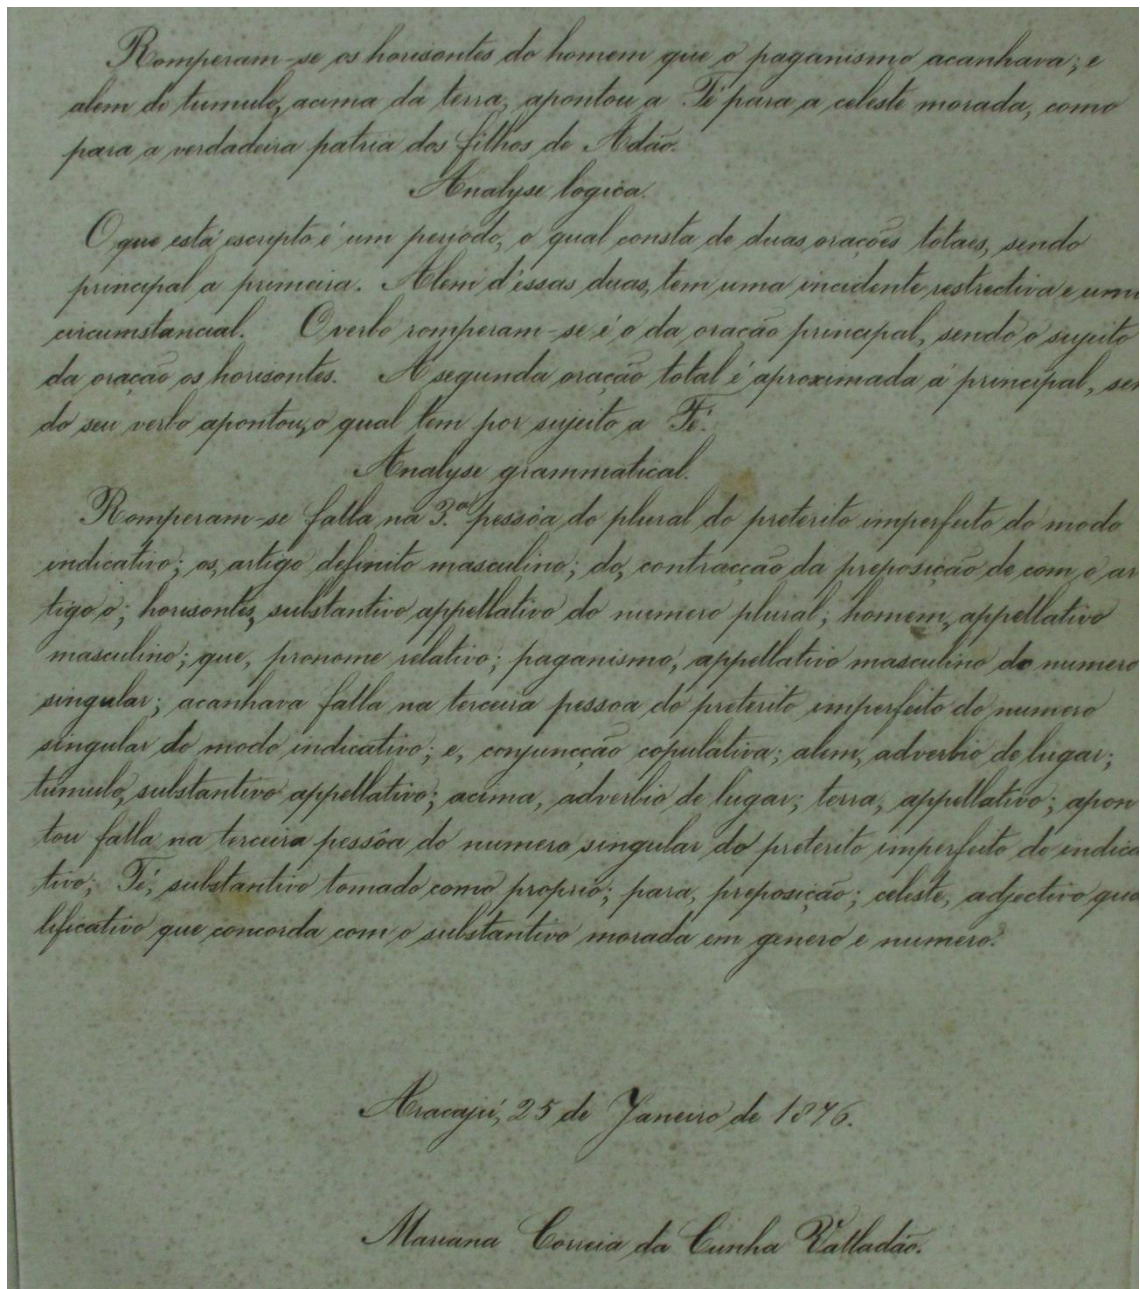 Romperam-se os horisontes do homem que o paganismo acanhava; e
alem do tumulo, acima da terra, apontou a Fé para a celeste morada, como
para a verdadeira patria dos filhos de Adão.
Analyse logica.
O que está escripto é um periodo, o qual consta de duas orações totaes, sendo
principal a primeira. Alem d'essas duas, tem uma incidente restrectiva e uma
circumstancial. O verbo romperam-se é o da oração principal, sendo o sujeito
da oração os horisontes. A segunda oração total é aproximada á principal, sen
do seu verbo apontou, o qual tem por sujeito a Fé.
Analyse grammatical.
Romperam-se falla na 3.ª pessôa do plural do preterito imperfeito do modo
indicativo; os, artigo definito masculino; do, contracção da preposição de com o ar
tigo o; horisontes, substantivo appellativo do numero plural; homem, appellativo
masculino; que, pronome relativo; paganismo, appellativo masculino do numero
singular; acanhava falla na terceira pessoa do preterito imperfeito do numero
singular do modo indicativo; e, conjuncção copulativa; alem, adverbio de lugar;
tumulo, substantivo appellativo; acima, adverbio de lugar; terra, appellativo; apon
tou falla na terceira pessôa do numero singular do preterito imperfeito do indica
tivo; Fé, substantivo tomado como proprio; para, preposição; celeste, adjectivo qua
lificativo que concorda com o substantivo morada em genero e numero.
Aracajú, 25 de Janeiro de 1876.
Mariana Correia da Cunha Valladão.